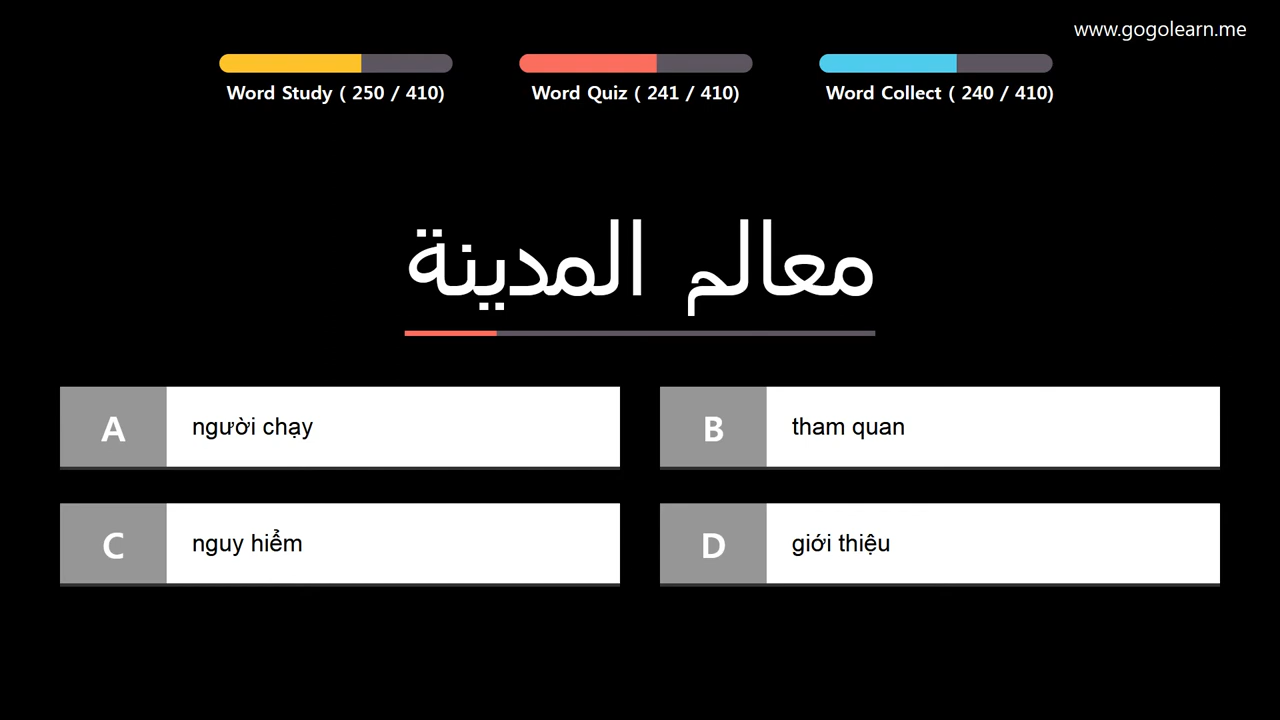 www.gogolearn.me
Word Study ( 250 / 410)
Word Quiz ( 241 / 410)
Word Collect ( 240 / 410)
معالم المدينة
A người chạy
B tham quan
C nguy hiểm
D giới thiệu